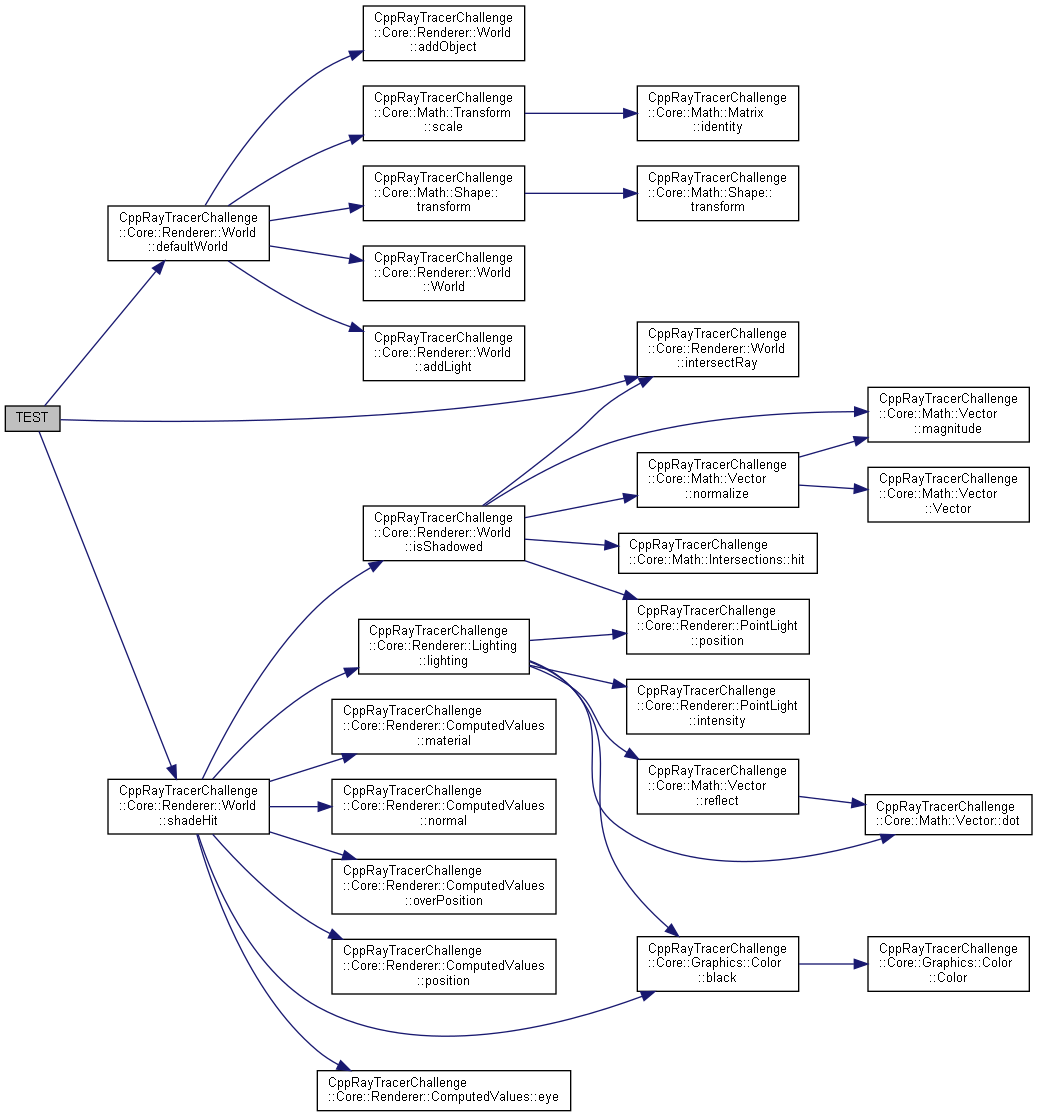 CppRayTracerChallenge
::Core::Renderer::World
::addObject
CppRayTracerChallenge
::Core::Math::Transform
::scale
CppRayTracerChallenge
::Core::Math::Matrix
::identity
CppRayTracerChallenge
::Core::Math::Shape::
transform
CppRayTracerChallenge
::Core::Math::Shape::
transform
CppRayTracerChallenge
::Core::Renderer::World
::defaultWorld
CppRayTracerChallenge
::Core::Renderer::World
::World
CppRayTracerChallenge
::Core::Renderer::World
::addLight
CppRayTracerChallenge
::Core::Renderer::World
::intersectRay
TEST
CppRayTracerChallenge
::Core::Math::Vector
::magnitude
CppRayTracerChallenge
::Core::Math::Vector
::normalize
CppRayTracerChallenge
::Core::Math::Vector
::Vector
CppRayTracerChallenge
::Core::Renderer::World
::isShadowed
CppRayTracerChallenge
::Core::Math::Intersections::hit
CppRayTracerChallenge
::Core::Renderer::PointLight
::position
CppRayTracerChallenge
::Core::Renderer::Lighting
::lighting
CppRayTracerChallenge
::Core::Renderer::PointLight
::intensity
CppRayTracerChallenge
::Core::Renderer::ComputedValues
::material
CppRayTracerChallenge
::Core::Math::Vector
::reflect
CppRayTracerChallenge
::Core::Renderer::World
::shadeHit
CppRayTracerChallenge
::Core::Renderer::ComputedValues
::normal
CppRayTracerChallenge
::Core::Math::Vector::dot
CppRayTracerChallenge
::Core::Renderer::ComputedValues
::overPosition
CppRayTracerChallenge
::Core::Renderer::ComputedValues
::position
CppRayTracerChallenge
::Core::Graphics::Color
::black
CppRayTracerChallenge
::Core::Graphics::Color
::Color
CppRayTracerChallenge
::Core::Renderer::ComputedValues::eye